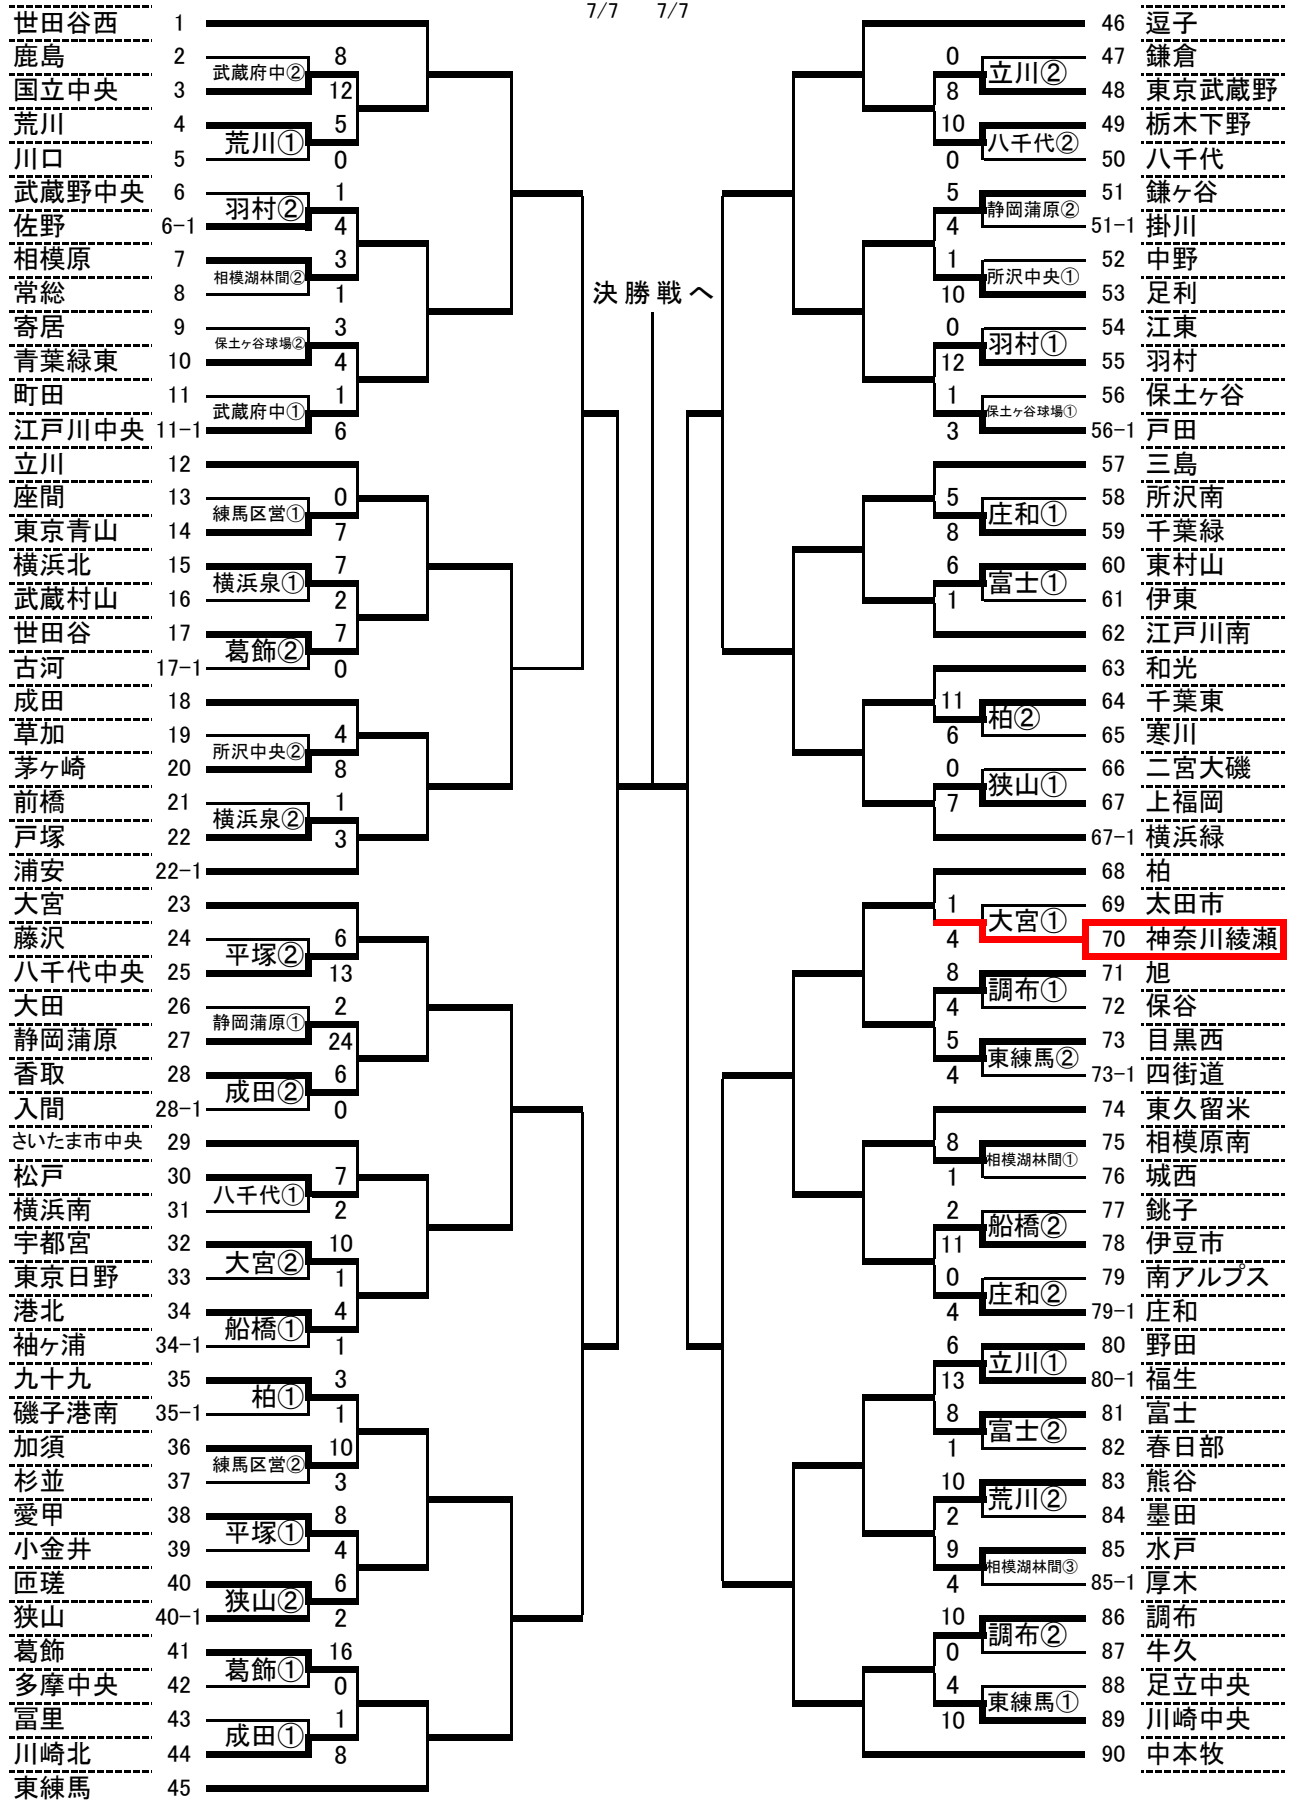 7/7 7/7
決勝戦へ
世田谷西 1
鹿島 2
武蔵府中② 8
国立中央 3
12
荒川 4
荒川① 5
川口 5
0
武蔵野中央 6
羽村② 1
佐野 6-1
4
相模原 7
相模湖林間② 3
常総 8
1
寄居 9
保土ヶ谷球場② 3
青葉緑東 10
4
町田 11
武蔵府中① 1
江戸川中央 11-1
6
立川 12
座間 13
練馬区営① 0
東京青山 14
7
横浜北 15
横浜泉① 7
武蔵村山 16
2
世田谷 17
葛飾② 7
古河 17-1
0
成田 18
草加 19
所沢中央② 4
茅ヶ崎 20
8
前橋 21
横浜泉② 1
戸塚 22
3
浦安 22-1
大宮 23
藤沢 24
平塚② 6
八千代中央 25
13
大田 26
静岡蒲原① 2
静岡蒲原 27
24
香取 28
成田② 6
入間 28-1
0
さいたま市中央 29
松戸 30
八千代① 7
横浜南 31
2
宇都宮 32
大宮② 10
東京日野 33
1
港北 34
船橋① 4
袖ヶ浦 34-1
1
九十九 35
柏① 3
磯子港南 35-1
1
加須 36
練馬区営② 10
杉並 37
3
愛甲 38
平塚① 8
小金井 39
4
匝瑳 40
狭山② 6
狭山 40-1
2
葛飾 41
葛飾① 16
多摩中央 42
0
冨里 43
成田① 1
川崎北 44
8
東練馬 45
46 逗子
0 47 鎌倉
立川②
8 48 東京武蔵野
10 49 栃木下野
八千代②
0 50 八千代
5 51 鎌ヶ谷
静岡蒲原②
4 51-1 掛川
1 52 中野
所沢中央①
10 53 足利
0 54 江東
羽村①
12 55 羽村
1 56 保土ヶ谷
保土ヶ谷球場①
3 56-1 戸田
57 三島
5 58 所沢南
庄和①
8 59 千葉緑
6 60 東村山
富士①
1 61 伊東
62 江戸川南
63 和光
11 64 千葉東
柏②
6 65 寒川
0 66 二宮大磯
狭山①
7 67 上福岡
67-1 横浜緑
68 柏
1 69 太田市
大宮①
4 70 神奈川綾瀬
8 71 旭
調布①
4 72 保谷
5 73 目黒西
東練馬②
4 73-1 四街道
74 東久留米
8 75 相模原南
相模湖林間①
1 76 城西
2 77 銚子
船橋②
11 78 伊豆市
0 79 南アルプス
庄和②
4 79-1 庄和
6 80 野田
立川①
13 80-1 福生
8 81 富士
富士②
1 82 春日部
10 83 熊谷
荒川②
2 84 墨田
9 85 水戸
相模湖林間③
4 85-1 厚木
10 86 調布
調布②
0 87 牛久
4 88 足立中央
東練馬①
10 89 川崎中央
90 中本牧